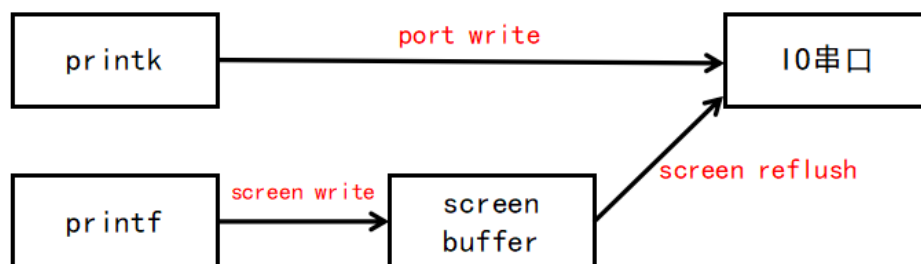 printk
port write
IO串口
printf
screen write
screen
buffer
screen reflush